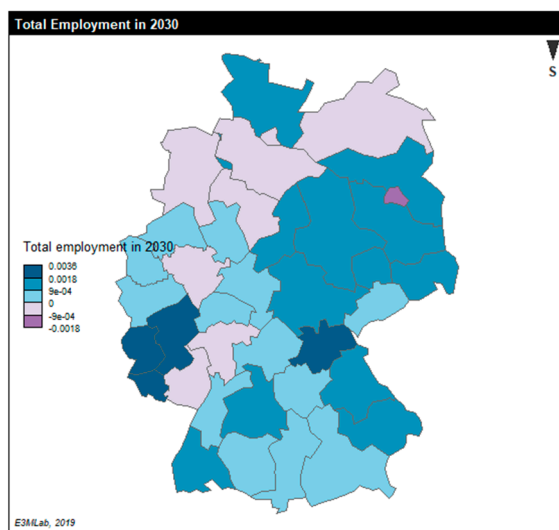 Total Employment in 2030
S
Total employment in 2030
0.0036
0.0018
9e-04
0
-9e-04
-0.0018
E3MLab, 2019